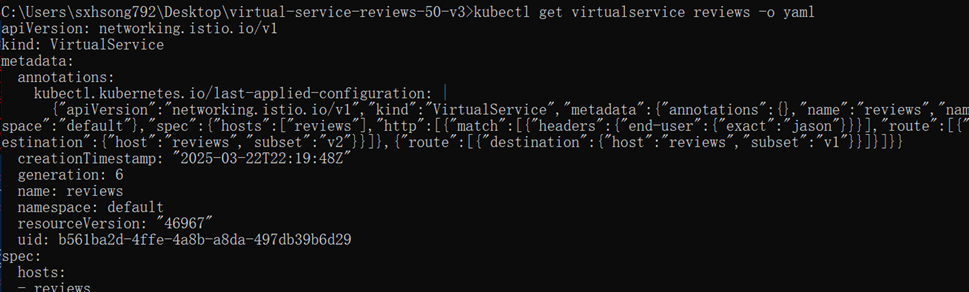 C:\Users\sxhsong792\Desktop\virtual-service-reviews-50-v3>kubectl get virtualservice reviews -o yaml
apiVersion: networking.istio.io/v1
kind: VirtualService
metadata:
  annotations:
    kubectl.kubernetes.io/last-applied-configuration: |
      {"apiVersion":"networking.istio.io/v1","kind":"VirtualService","metadata":{"annotations":{},"name":"reviews","nam
space":"default"},"spec":{"hosts":["reviews"],"http":[{"match":[{"headers":{"end-user":{"exact":"jason"}}}],"route":[{"
estination":{"host":"reviews","subset":"v2"}}]},{"route":[{"destination":{"host":"reviews","subset":"v1"}}]}]}}
  creationTimestamp: "2025-03-22T22:19:48Z"
  generation: 6
  name: reviews
  namespace: default
  resourceVersion: "46967"
  uid: b561ba2d-4ffe-4a8b-a8da-497db39b6d29
spec:
  hosts:
  - reviews